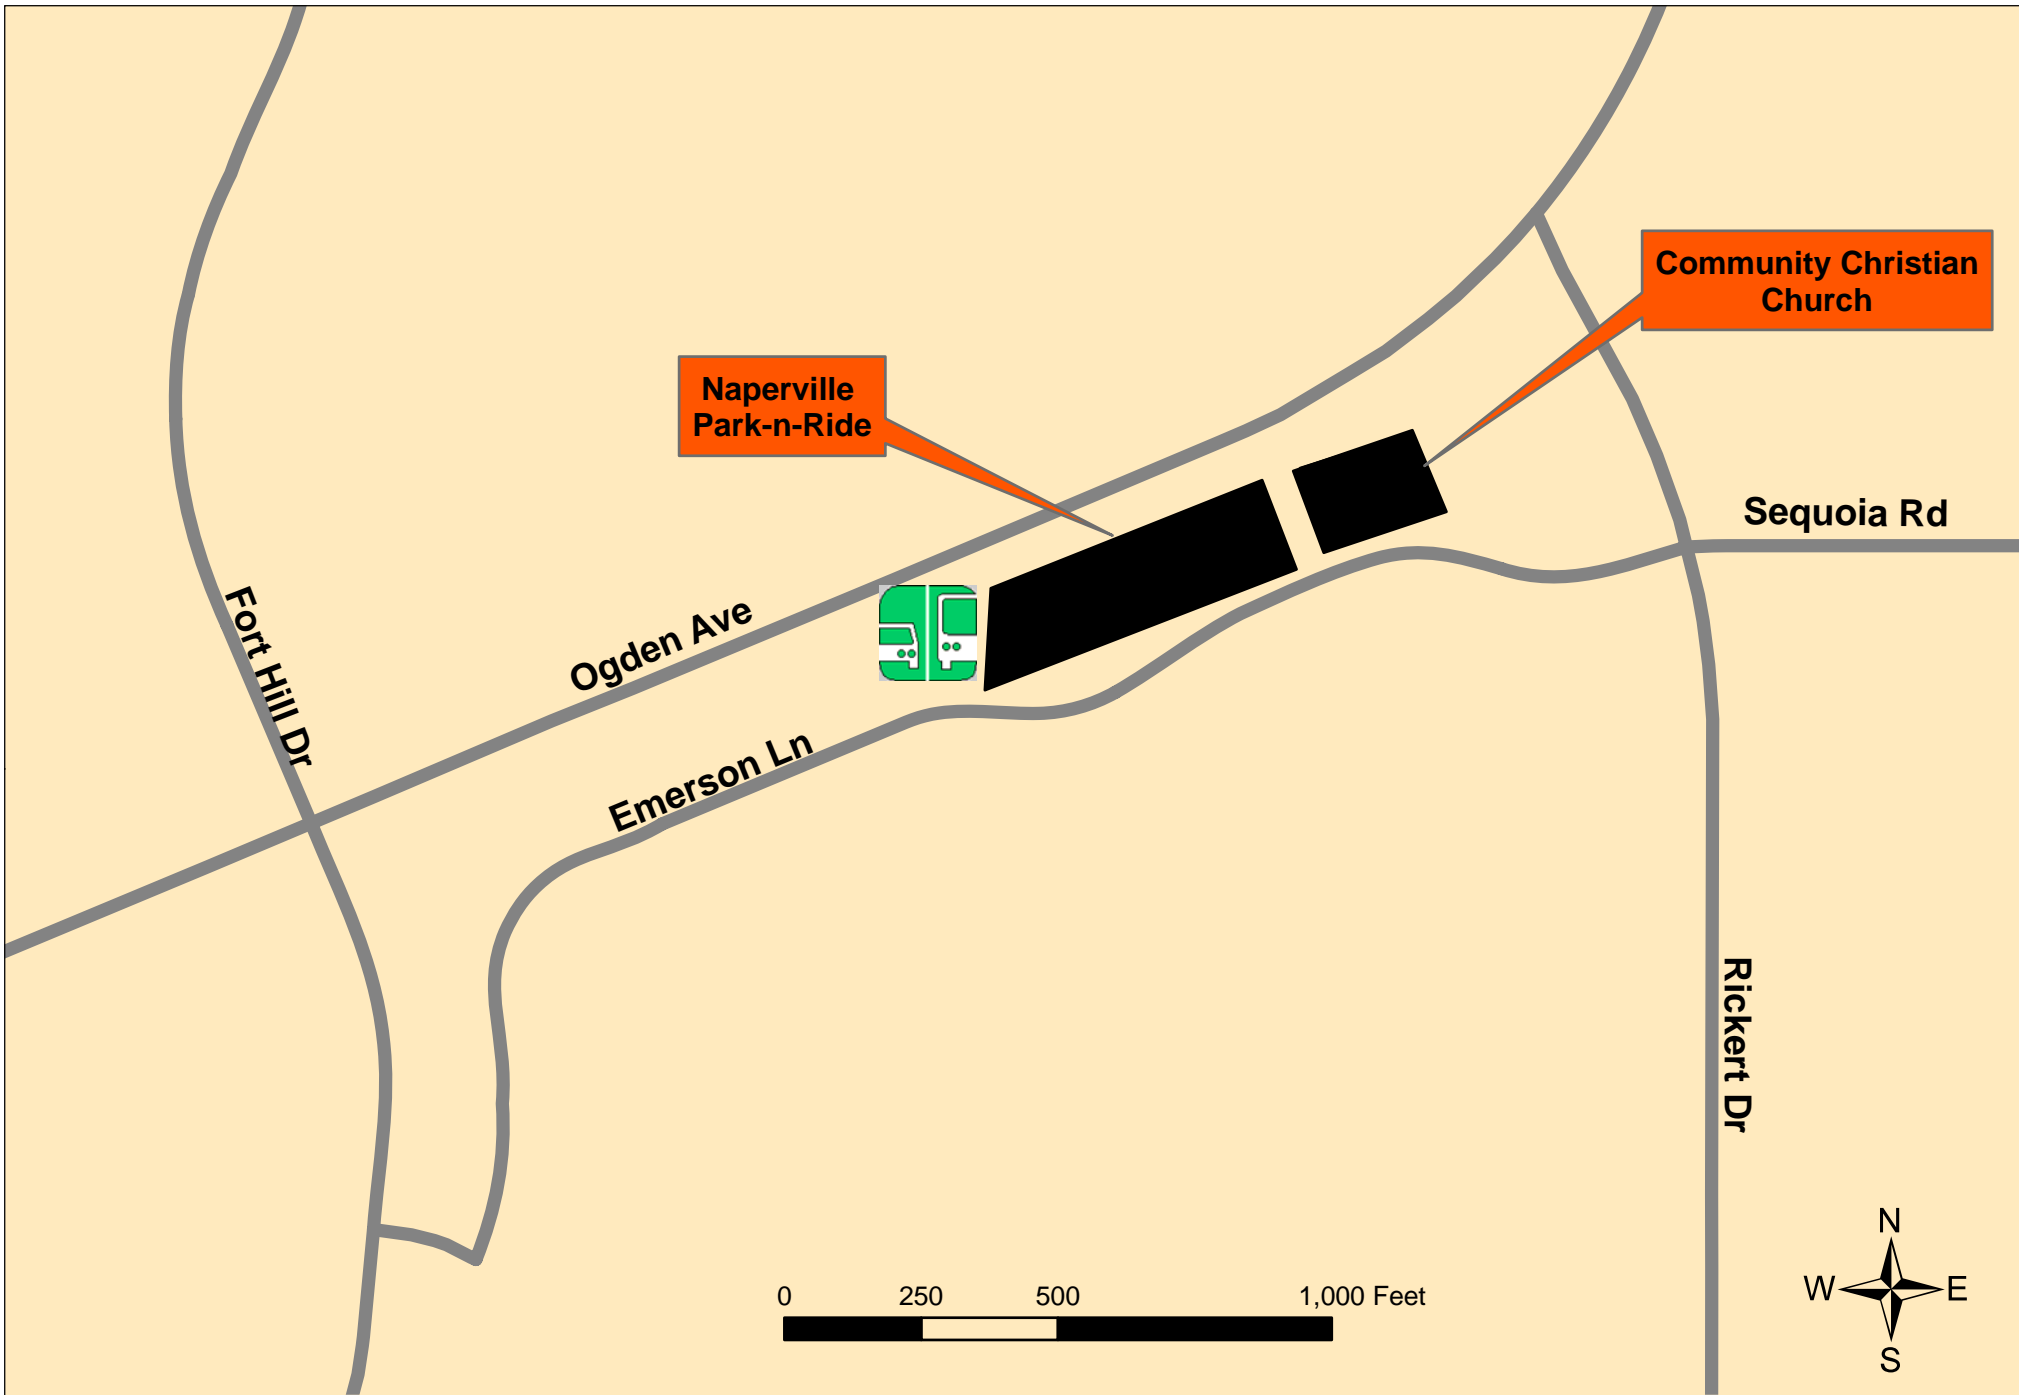 Community Christian
Church
Naperville
Park-n-Ride
Sequoia Rd
Fort Hill Dr
Ogden Ave
Emerson Ln
Rickert Dr
0 250 500 1,000 Feet
N
W E
S